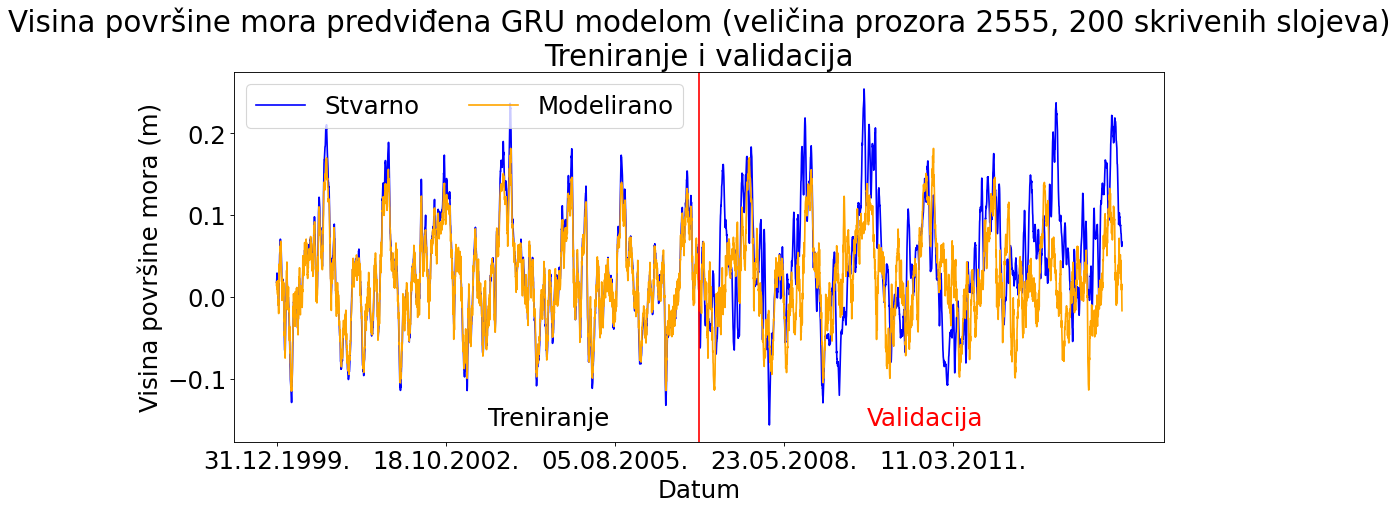 Visina površine mora predviđena GRU modelom (veličina prozora 2555, 200 skrivenih slojeva)
Treniranje i validacija
Stvarno
Modelirano
Visina površine mora (m)
0.2
0.1
0.0
−0.1
Treniranje
Validacija
31.12.1999.
18.10.2002.
05.08.2005.
23.05.2008.
11.03.2011.
Datum